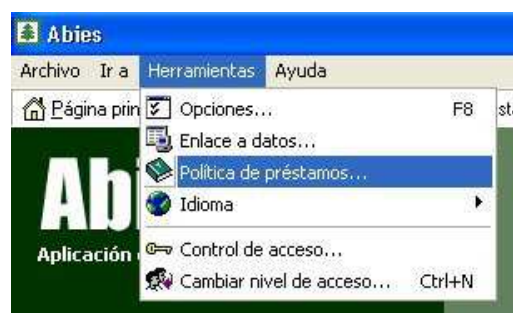 Abies
Archivo Ir a Herramientas Ayuda
Página prin
Opciones... F8
Enlace a datos...
Política de préstamos...
Idioma
Control de acceso...
Cambiar nivel de acceso... Ctrl+N
Abi
Aplicación